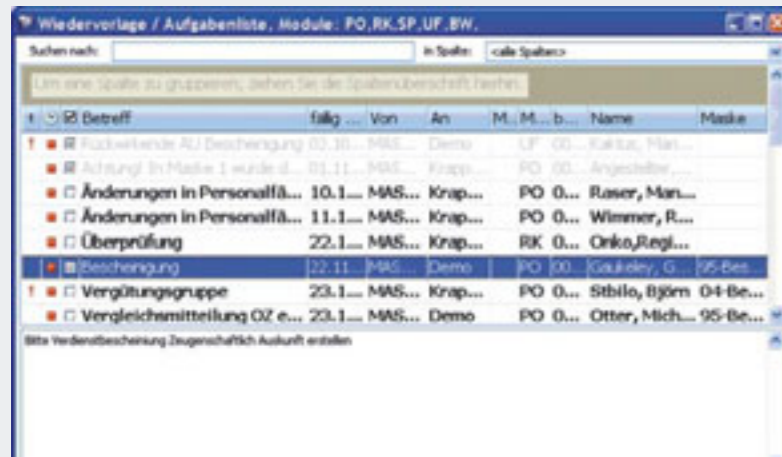 Wiedervorlage / Aufgabenliste, Module: PO,RK,SP,UF,BW,
Suchen nach: in Spalte: <alle Spalten>
Um eine Spalte zu gruppieren, ziehen Sie die Spaltenüberschrift hierhin.
! Betreff fällig ... Von An M.. M... b... Name Maske
! Rückwirkende AU Bescheinigung 02.10... MAS... Demo UF 00... Kaktus, Man...
Achtung! In Maske 1 wurde d... 01.11... MAS... Krapp... PO 00... Angestellter,...
Änderungen in Personalfä... 10.1... MAS... Krap... PO 0... Raser, Man...
Änderungen in Personalfä... 11.1... MAS... Krap... PO 0... Wimmer, R...
Überprüfung 22.1... MAS... Krap... RK 0... Onko,Regi...
Bescheinigung 22.11... MAS... Demo PO 00... Gaukeley, G... 95-Bes...
! Vergütungsgruppe 23.1... MAS... Krap... PO 0... Stbilo, Björn 04-Be...
Vergleichsmitteilung OZ e... 23.1... MAS... Demo PO 0... Otter, Mich... 95-Be...
Bitte Verdienstbescheinung Zeugenschaftlich Auskunft erstellen